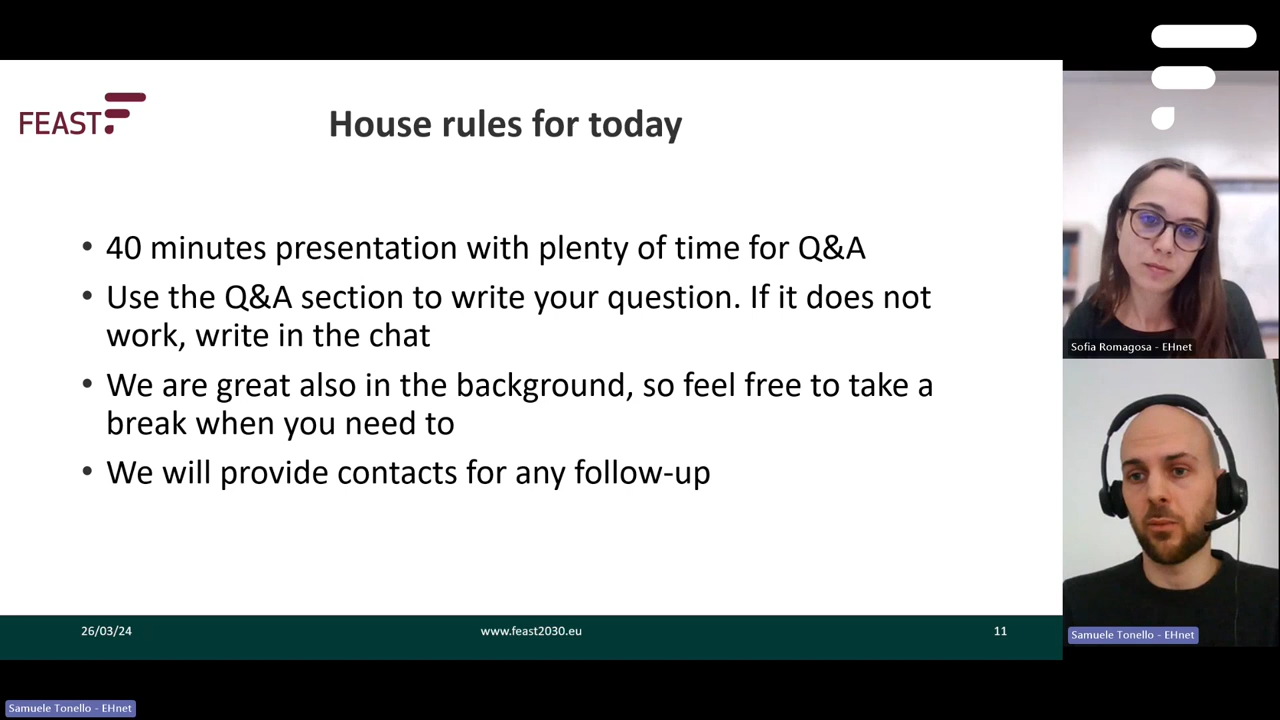 FEAST
House rules for today
• 40 minutes presentation with plenty of time for Q&A
• Use the Q&A section to write your question. If it does not
work, write in the chat
• We are great also in the background, so feel free to take a
break when you need to
• We will provide contacts for any follow-up
26/03/24
www.feast2030.eu
11
Sofia Romagosa - EHnet
Samuele Tonello - EHnet
Samuele Tonello - EHnet